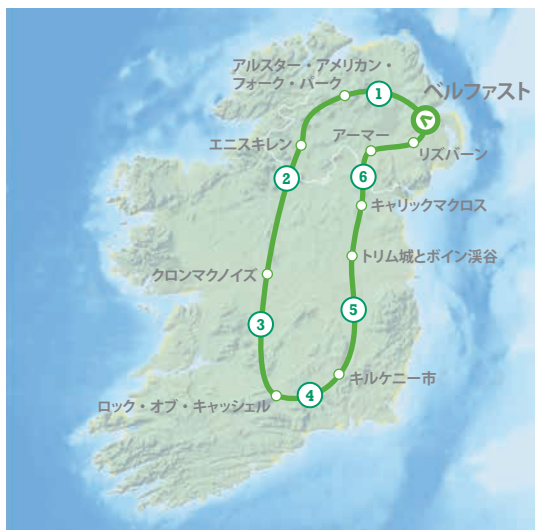 アルスター・アメリカン・
フォーク・パーク
1
ベルファスト
エニスキレン
アーマー
リズバーン
2
6
キャリックマクロス
トリム城とボイン渓谷
クロンマクノイズ
3
5
キルケニー市
ロック・オブ・キャッシェル
4